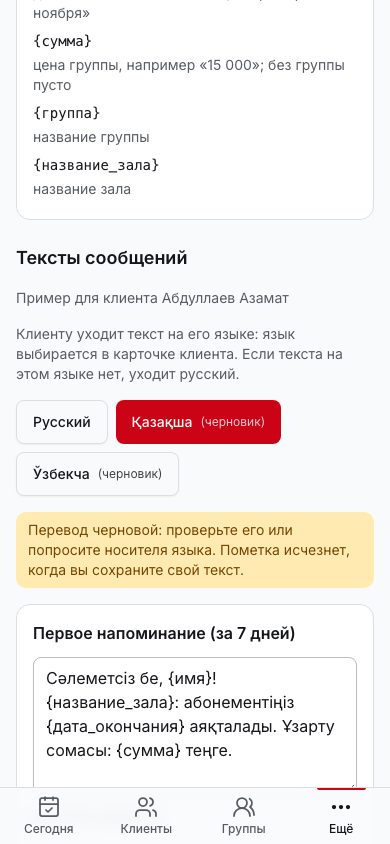 ноября»
{сумма}
цена группы, например «15 000»; без группы
пусто
{группа}
название группы
{название_зала}
название зала
Тексты сообщений
Пример для клиента Абдуллаев Азамат
Клиенту уходит текст на его языке: язык
выбирается в карточке клиента. Если текста на
этом языке нет, уходит русский.
Русский
Қазақша (черновик)
Ўзбекча (черновик)
Перевод черновой: проверьте его или
попросите носителя языка. Пометка исчезнет,
когда вы сохраните свой текст.
Первое напоминание (за 7 дней)
Сәлеметсіз бе, {имя}!
{название_зала}: абонементіңіз
{дата_окончания} аяқталады. Ұзарту
сомасы: {сумма} теңге.
Сегодня
Клиенты
Группы
Ещё